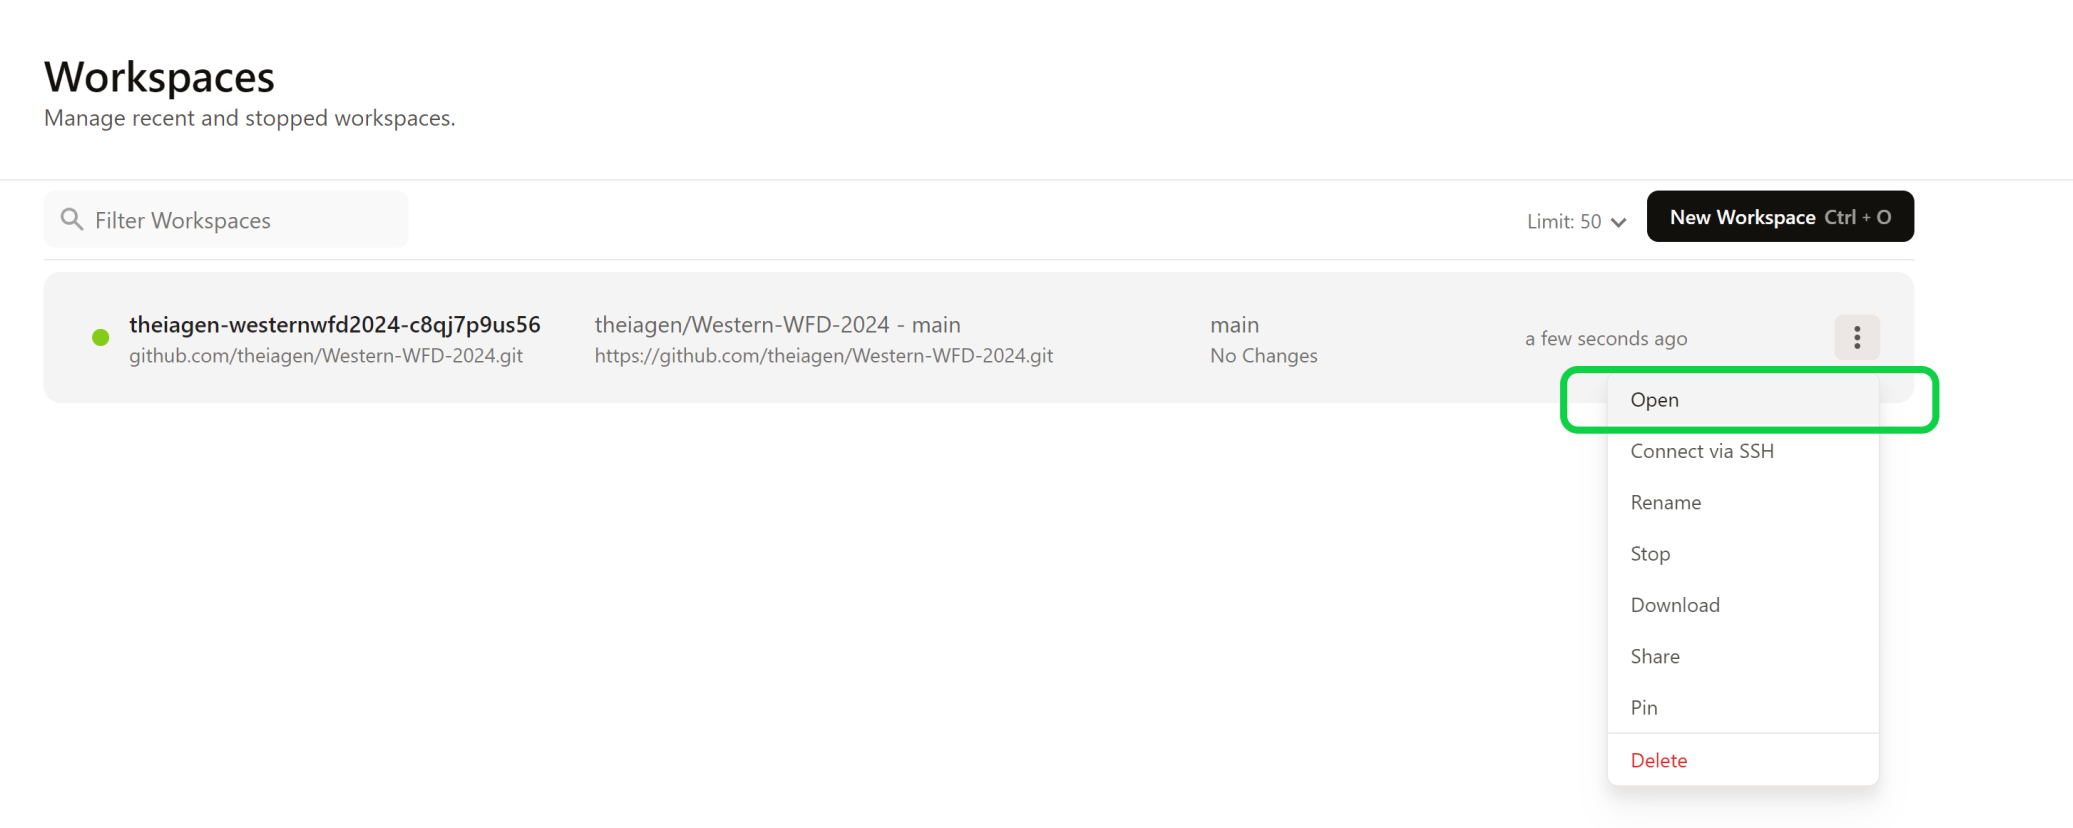 Workspaces
Manage recent and stopped workspaces.
Filter Workspaces
Limit: 50
New Workspace Ctrl + O
theiagen-westernwfd2024-c8qj7p9us56
github.com/theiagen/Western-WFD-2024.git
theiagen/Western-WFD-2024 - main
https://github.com/theiagen/Western-WFD-2024.git
main
No Changes
a few seconds ago
Open
Connect via SSH
Rename
Stop
Download
Share
Pin
Delete